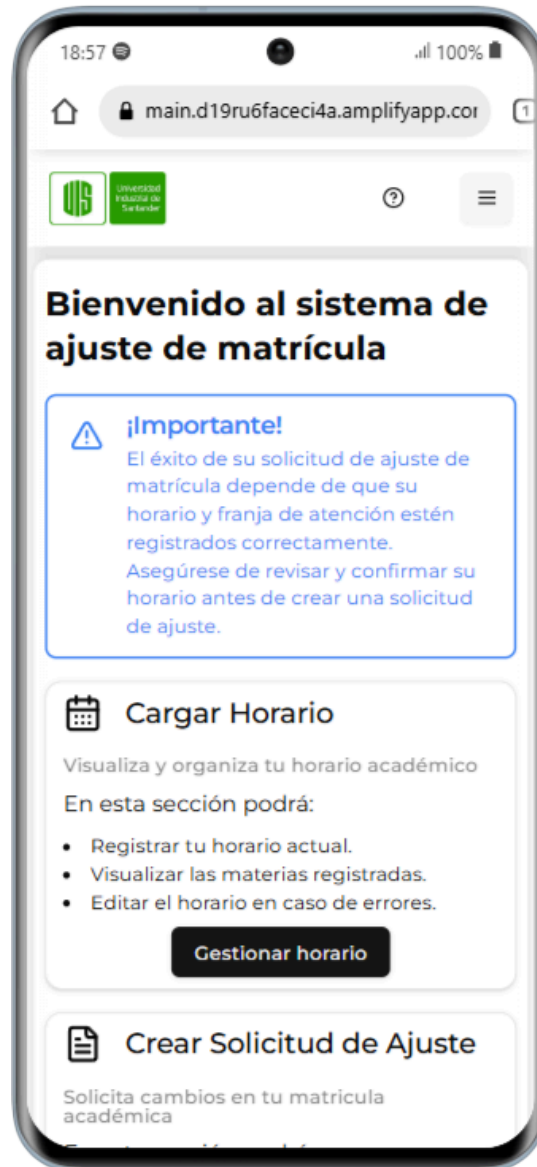 18:57
100%
main.d19ru6faceci4a.amplifyapp.cor
1
Universidad
Industrial de
Santander
Bienvenido al sistema de
ajuste de matrícula
¡Importante!
El éxito de su solicitud de ajuste de
matrícula depende de que su
horario y franja de atención estén
registrados correctamente.
Asegúrese de revisar y confirmar su
horario antes de crear una solicitud
de ajuste.
Cargar Horario
Visualiza y organiza tu horario académico
En esta sección podrá:
• Registrar tu horario actual.
• Visualizar las materias registradas.
• Editar el horario en caso de errores.
Gestionar horario
Crear Solicitud de Ajuste
Solicita cambios en tu matricula
académica